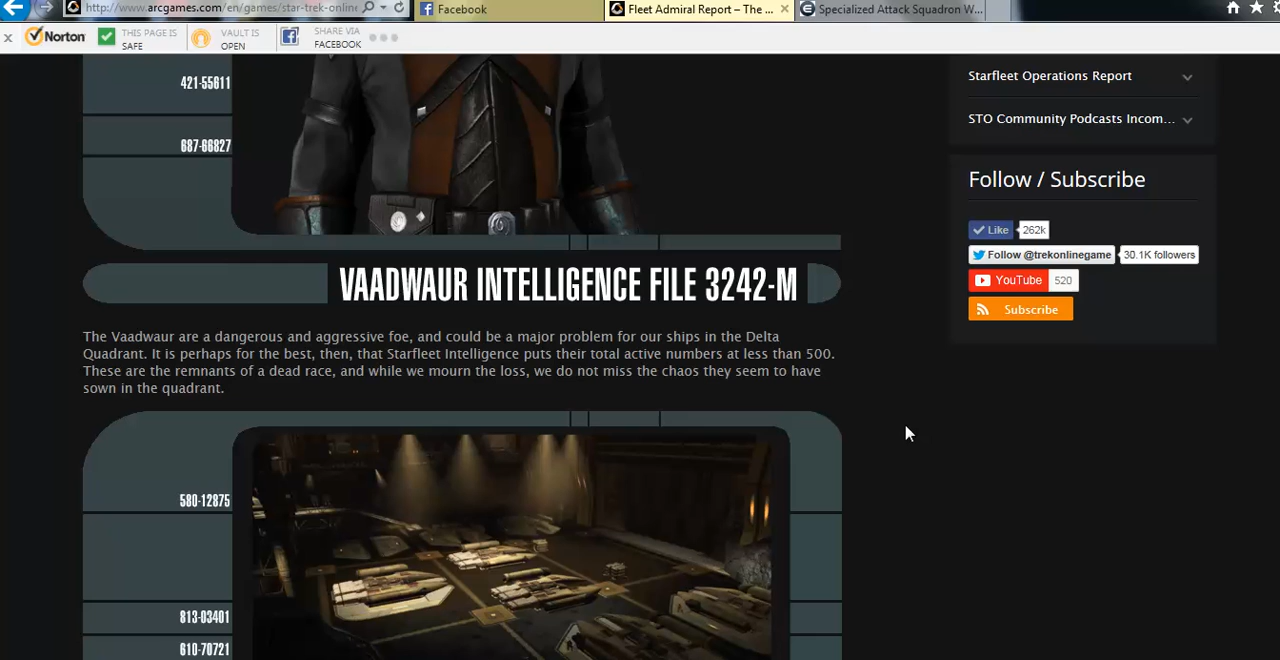 http://www.arcgames.com/en/games/star-trek-online
Facebook
Fleet Admiral Report – The ...
Specialized Attack Squadron W...
Norton
THIS PAGE IS
SAFE
VAULT IS
OPEN
SHARE VIA
FACEBOOK
421-55611
687-66827
Starfleet Operations Report
STO Community Podcasts Incom...
Follow / Subscribe
Like 262k
Follow @trekonlinegame 30.1K followers
YouTube 520
Subscribe
VAADWAUR INTELLIGENCE FILE 3242-M
The Vaadwaur are a dangerous and aggressive foe, and could be a major problem for our ships in the Delta
Quadrant. It is perhaps for the best, then, that Starfleet Intelligence puts their total active numbers at less than 500.
These are the remnants of a dead race, and while we mourn the loss, we do not miss the chaos they seem to have
sown in the quadrant.
580-12875
813-03401
610-70721